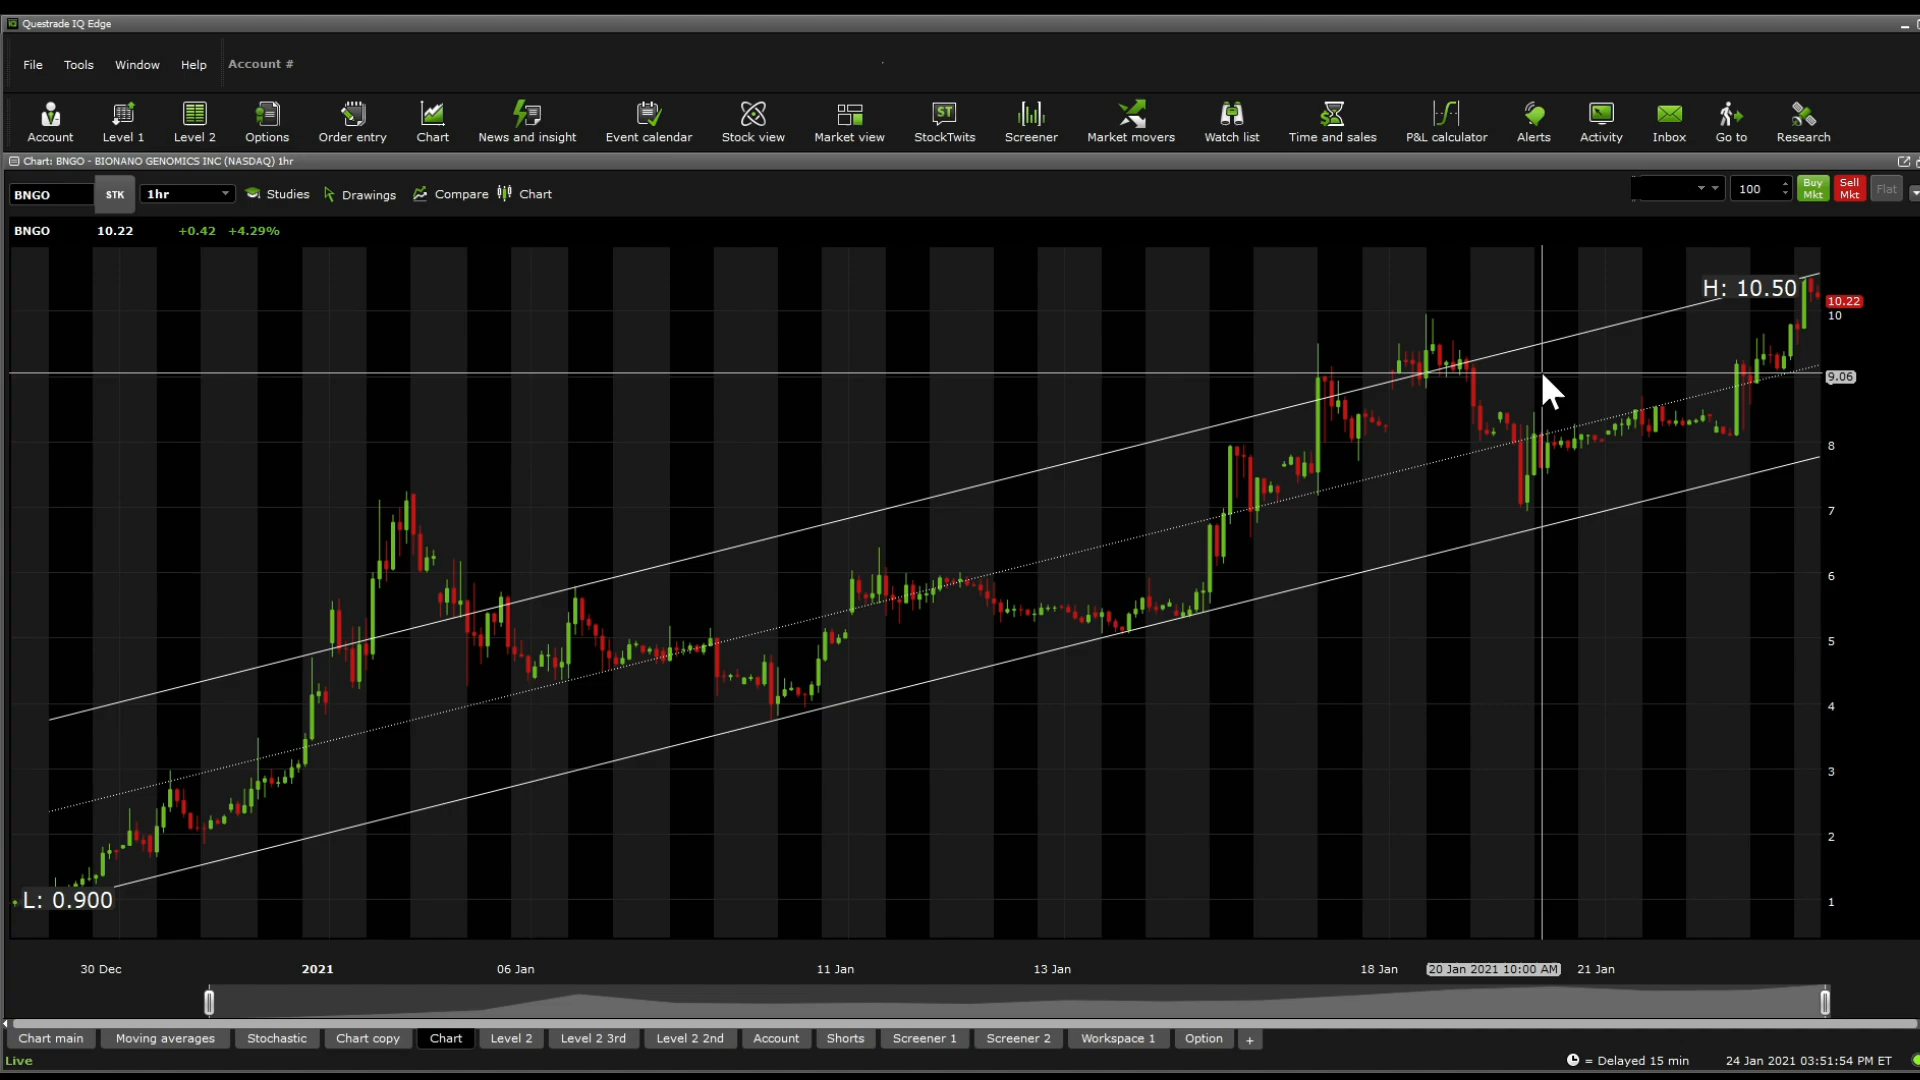 Questrade IQ Edge
File Tools Window Help Account #
Account Level 1 Level 2 Options Order entry Chart News and insight Event calendar Stock view Market view StockTwits Screener Market movers Watch list Time and sales P&L calculator Alerts Activity Inbox Go to Research
Chart: BNGO - BIONANO GENOMICS INC (NASDAQ) 1hr
BNGO STK 1hr Studies Drawings Compare Chart 100 Buy Mkt Sell Mkt Flat
BNGO 10.22 +0.42 +4.29%
H: 10.50
10.22
10
9.06
8
7
6
5
4
3
2
L: 0.900
1
30 Dec 2021 06 Jan 11 Jan 13 Jan 18 Jan 20 Jan 2021 10:00 AM 21 Jan
Chart main Moving averages Stochastic Chart copy Chart Level 2 Level 2 3rd Level 2 2nd Account Shorts Screener 1 Screener 2 Workspace 1 Option +
Live = Delayed 15 min 24 Jan 2021 03:51:54 PM ET